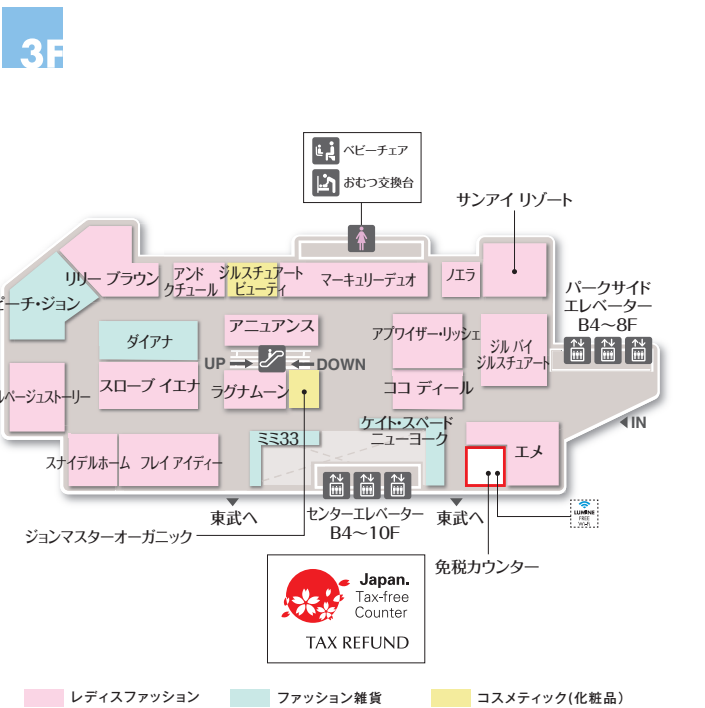 3F
ベビーチェア
おむつ交換台
サンアイ リゾート
リリー ブラウン
アンド
クチュール
ジルスチュアート
ビューティ
マーキュリーデュオ
ノエラ
パークサイド
エレベーター
B4～8F
ピーチ・ジョン
ダイアナ
アニュアンス
アプワイザー・リッシェ
ジル バイ
ジルスチュアート
UP
DOWN
スローブ イエナ
ラグナムーン
ココ ディール
ルベージュストーリー
ケイト・スペード
ニューヨーク
IN
ミミ33
スナイデルホーム
フレイ アイディー
エメ
東武へ
センターエレベーター
B4～10F
東武へ
LUMINE
FREE
Wi-Fi
ジョンマスターオーガニック
免税カウンター
Japan.
Tax-free
Counter
TAX REFUND
レディスファッション
ファッション雑貨
コスメティック(化粧品)